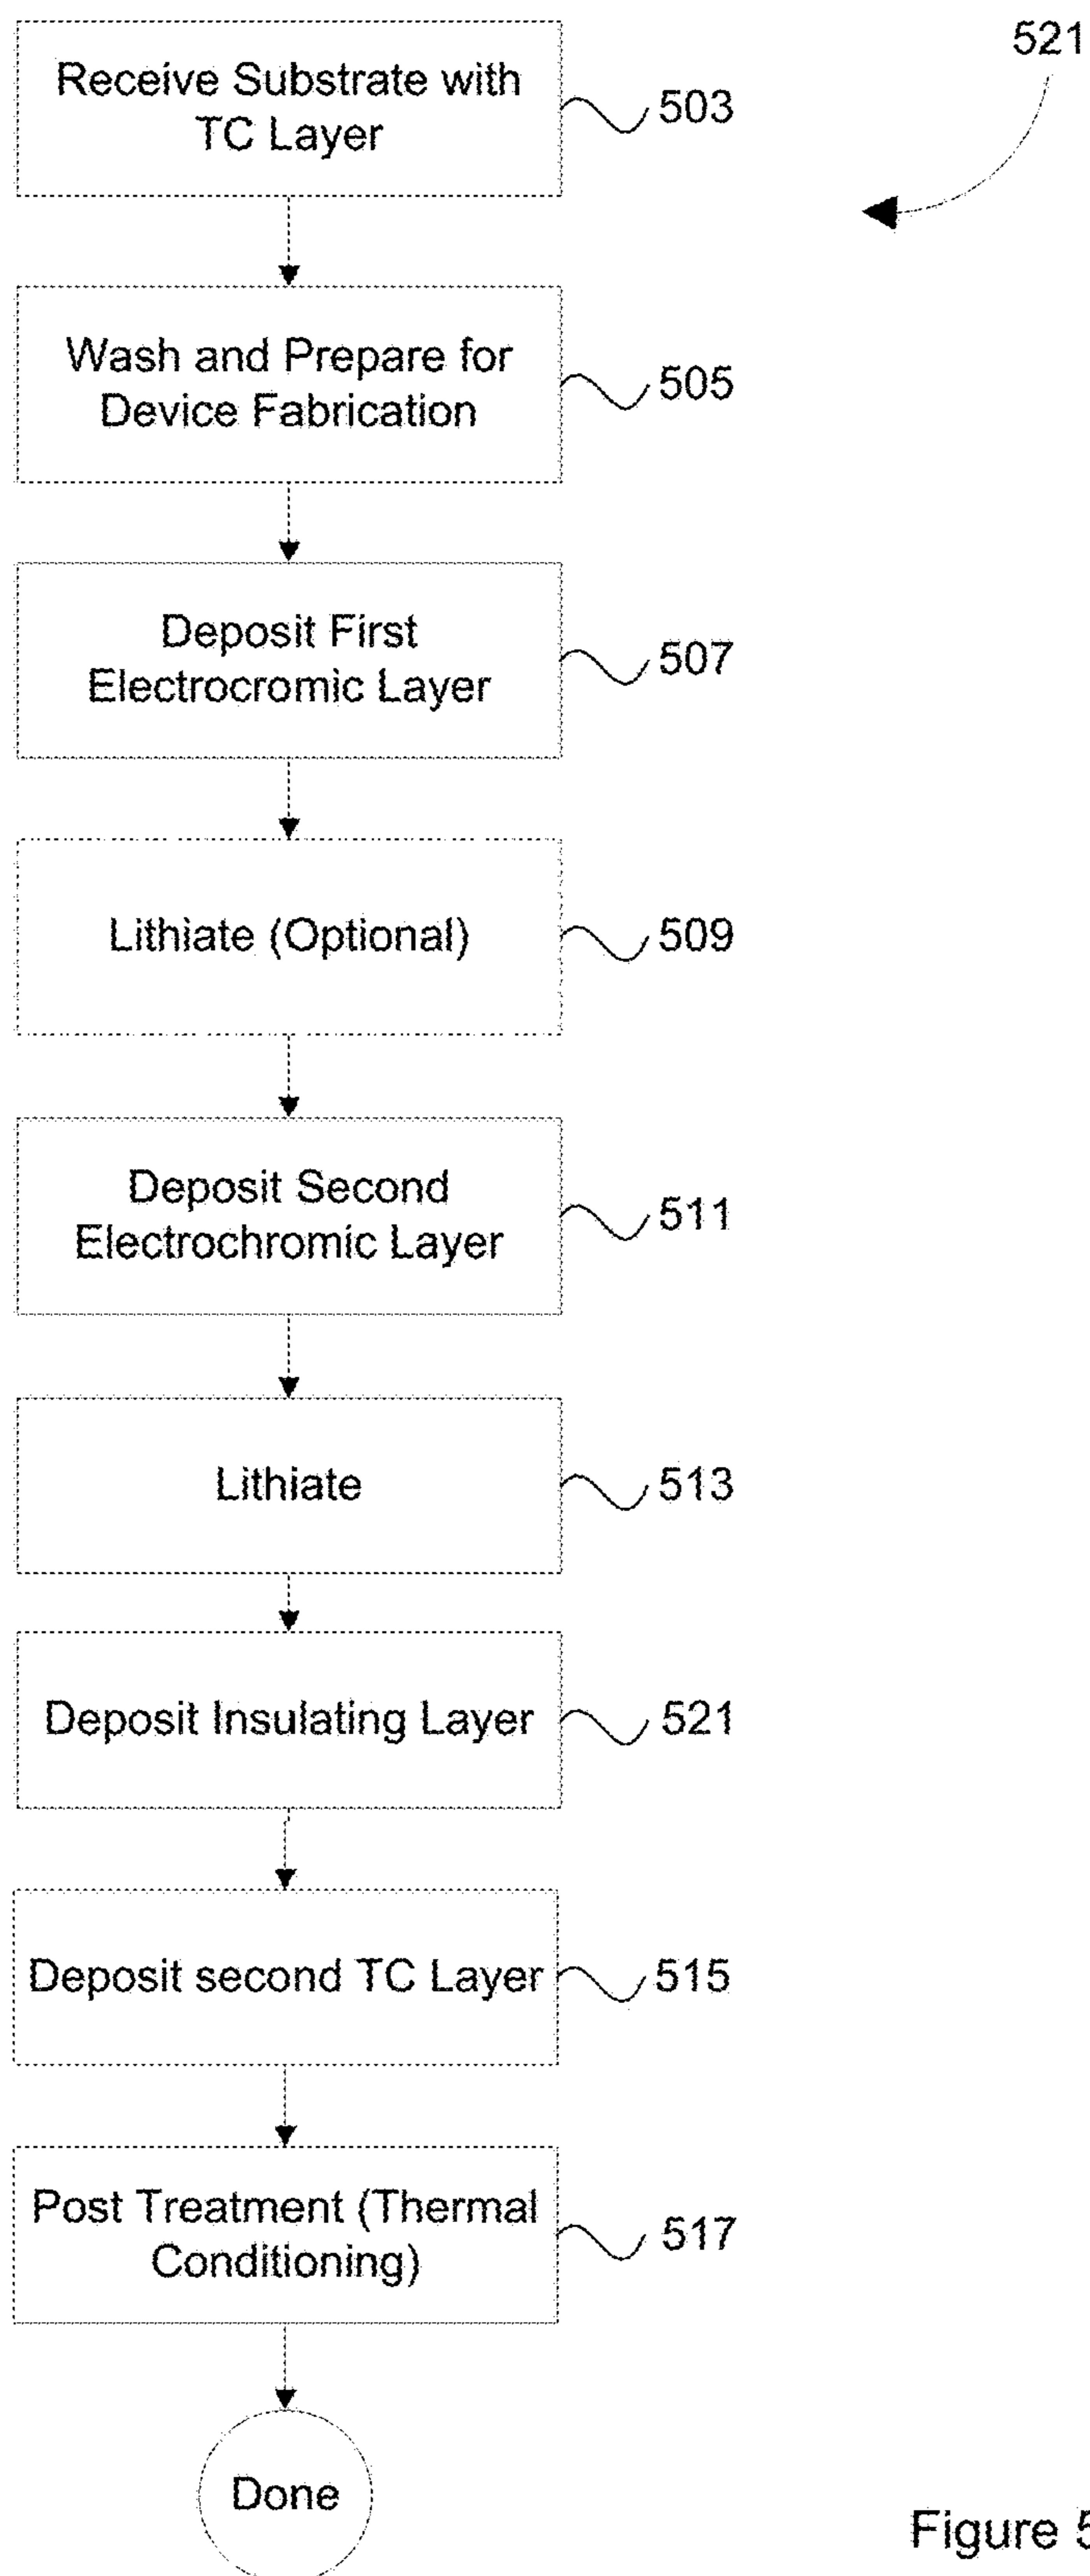 521
Receive Substrate with
TC Layer
503
Wash and Prepare for
Device Fabrication
505
Deposit First
Electrocromic Layer
507
Lithiate (Optional)
509
Deposit Second
Electrochromic Layer
511
Lithiate
513
Deposit Insulating Layer
521
Deposit second TC Layer
515
Post Treatment (Thermal
Conditioning)
517
Done
Figure 5